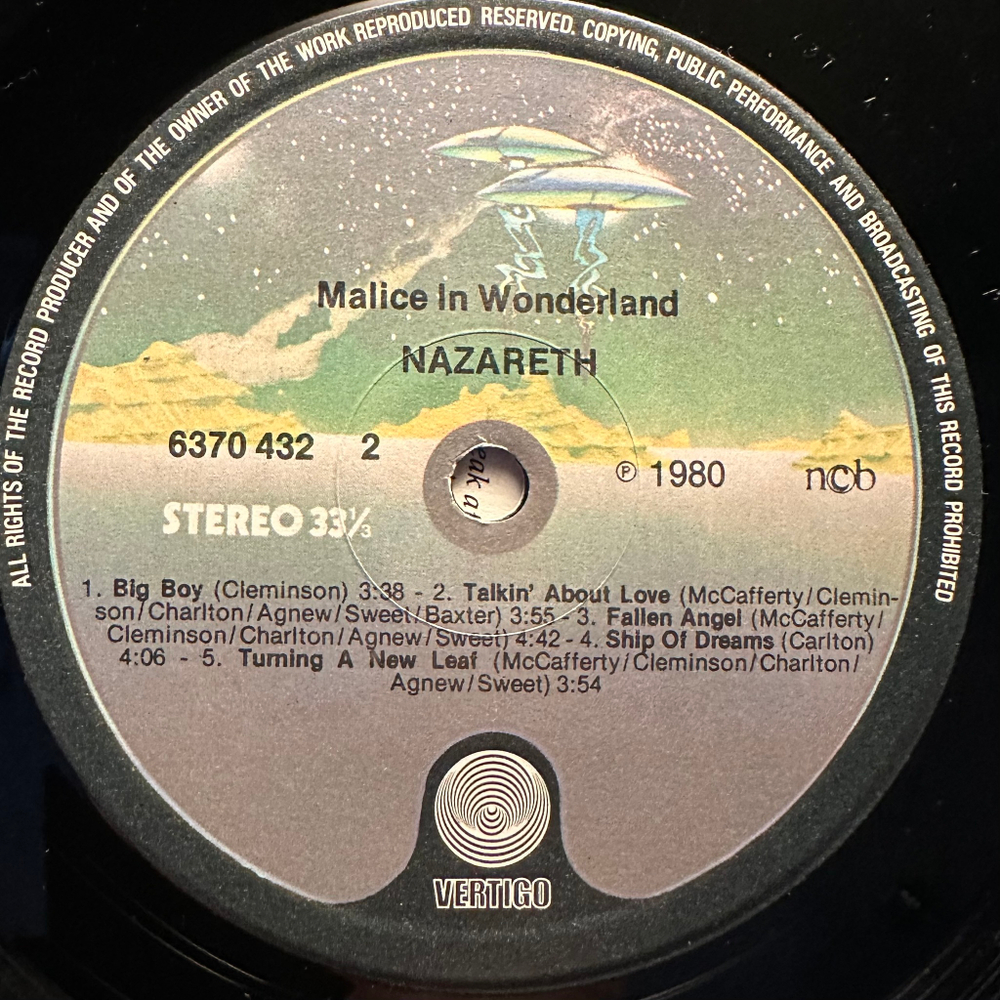 ALL RIGHTS OF THE RECORD PRODUCER AND OF THE OWNER OF THE WORK REPRODUCED RESERVED. COPYING, PUBLIC PERFORMANCE AND BROADCASTING OF THIS RECORD PROHIBITED
Malice In Wonderland
NAZARETH
6370 432 2
eak at
℗ 1980
ncb
STEREO 33⅓
1. Big Boy (Cleminson) 3:38 - 2. Talkin' About Love (McCafferty/Clemin-
son/Charlton/Agnew/Sweet/Baxter) 3:55 - 3. Fallen Angel (McCafferty/
Cleminson/Charlton/Agnew/Sweet) 4:42 - 4. Ship Of Dreams (Carlton)
4:06 - 5. Turning A New Leaf (McCafferty/Cleminson/Charlton/
Agnew/Sweet) 3:54
VERTIGO